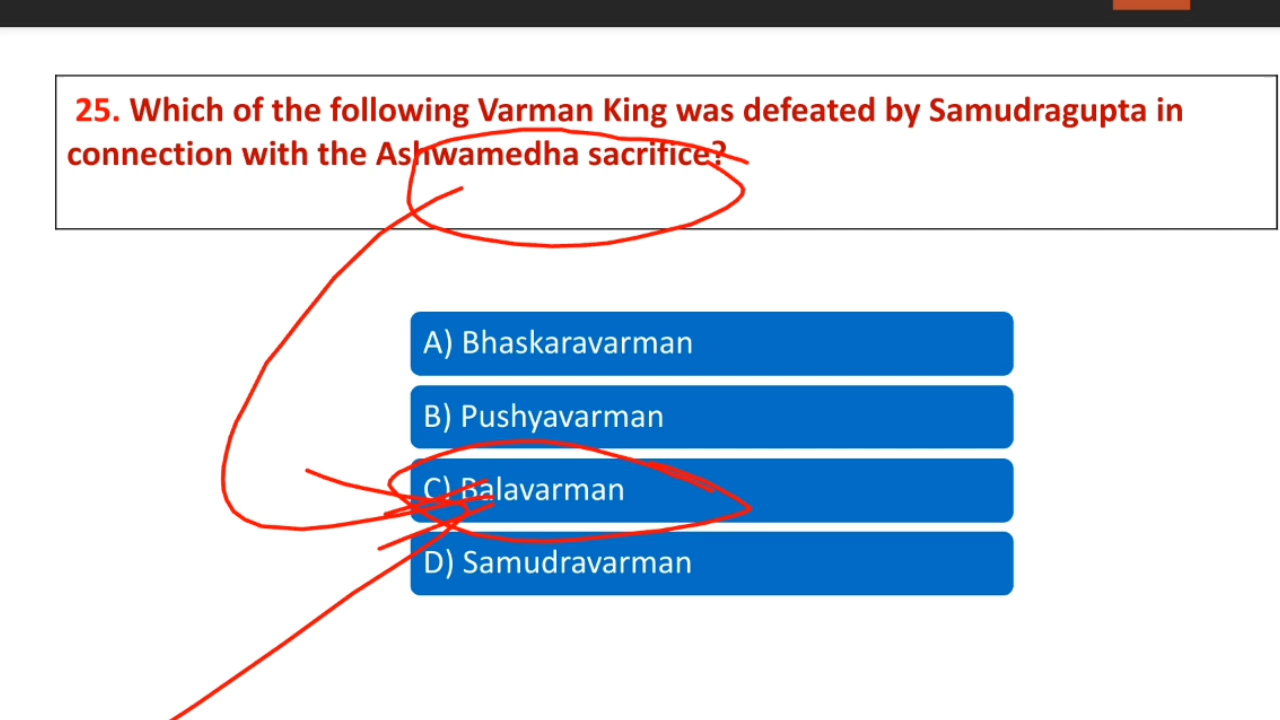 25. Which of the following Varman King was defeated by Samudragupta in
connection with the Ashwamedha sacrifice?
A) Bhaskaravarman
B) Pushyavarman
C) Balavarman
D) Samudravarman